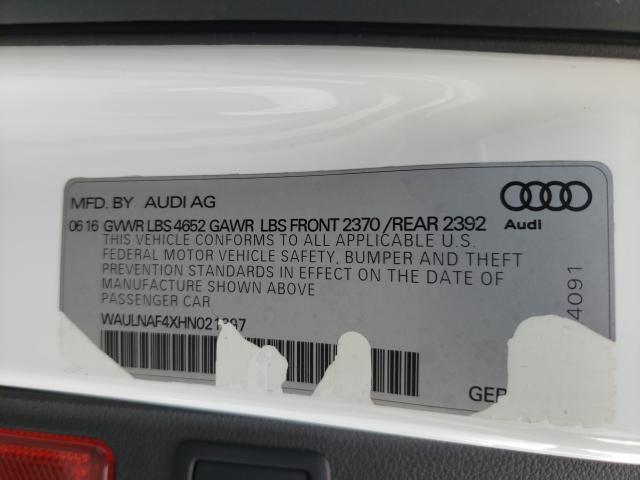 MFD. BY AUDI AG
0616 GVWR LBS 4652 GAWR LBS FRONT 2370 /REAR 2392
Audi
THIS VEHICLE CONFORMS TO ALL APPLICABLE U.S.
FEDERAL MOTOR VEHICLE SAFETY, BUMPER AND THEFT
PREVENTION STANDARDS IN EFFECT ON THE DATE OF
MANUFACTURE SHOWN ABOVE
PASSENGER CAR
4091